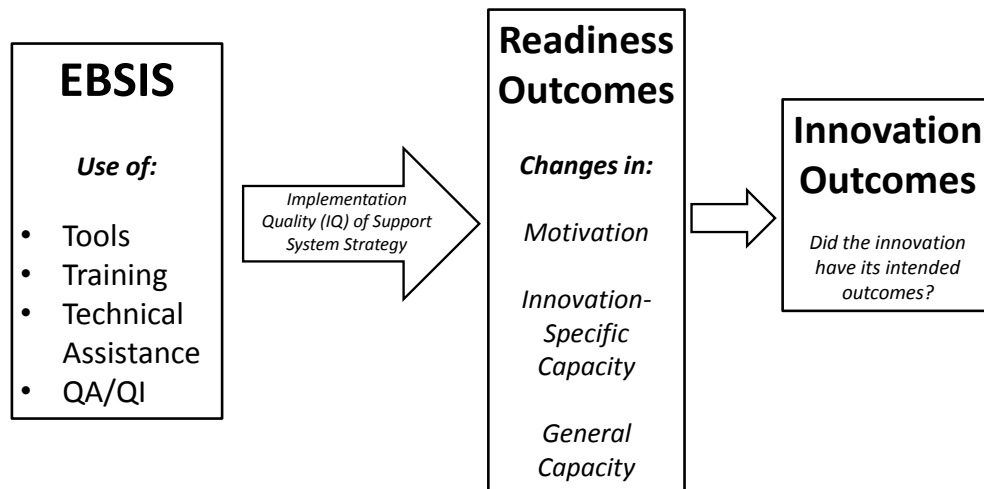 EBSIS
Use of:
• Tools
• Training
• Technical
Assistance
• QA/QI
Implementation
Quality (IQ) of Support
System Strategy
Readiness
Outcomes
Changes in:
Motivation
Innovation-
Specific
Capacity
General
Capacity
Innovation
Outcomes
Did the innovation
have its intended
outcomes?